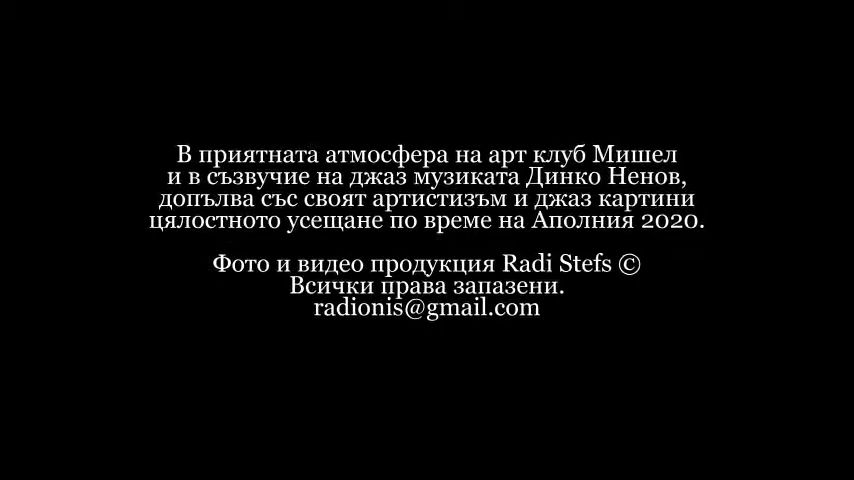 В приятната атмосфера на арт клуб Мишел
и в съзвучие на джаз музиката Динко Ненов,
допълва със своят артистизъм и джаз картини
цялостното усещане по време на Аполния 2020.
Фото и видео продукция Radi Stefs ©
Всички права запазени.
radionis@gmail.com